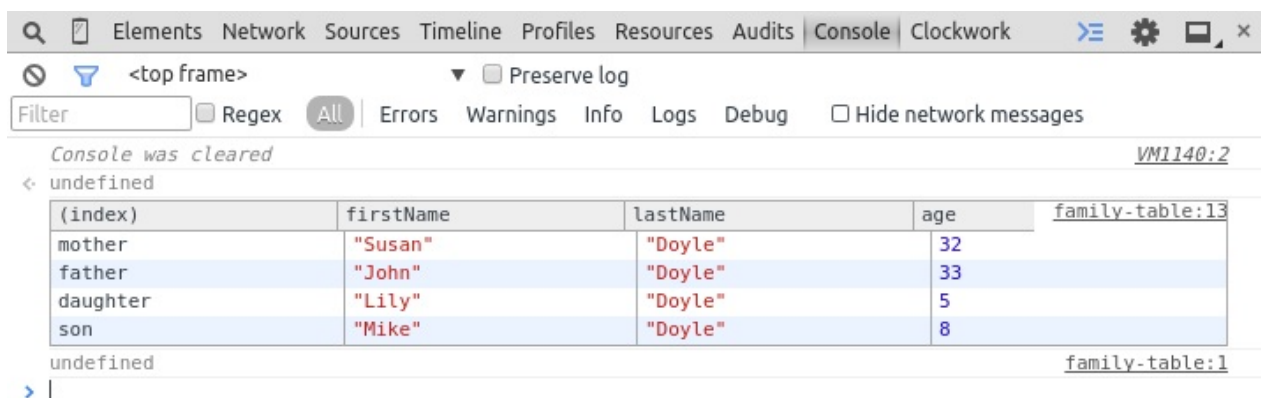 Elements Network Sources Timeline Profiles Resources Audits Console Clockwork
<top frame> ▼ Preserve log
Filter Regex All Errors Warnings Info Logs Debug Hide network messages
Console was cleared VM1140:2
undefined
(index) firstName lastName age family-table:13
mother "Susan" "Doyle" 32
father "John" "Doyle" 33
daughter "Lily" "Doyle" 5
son "Mike" "Doyle" 8
undefined family-table:1